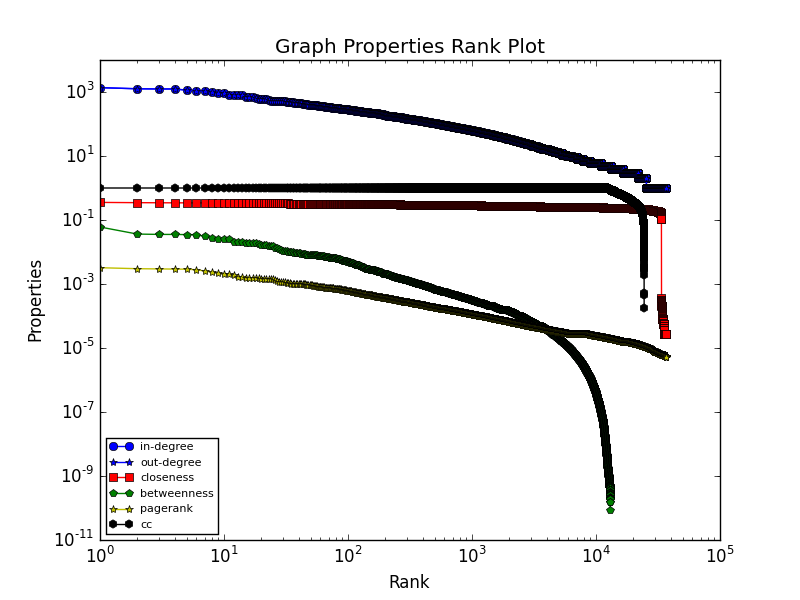 Graph Properties Rank Plot
10^3
10^1
10^-1
10^-3
10^-5
10^-7
10^-9
10^-11
Properties
in-degree
out-degree
closeness
betweenness
pagerank
cc
10^0 10^1 10^2 10^3 10^4 10^5
Rank